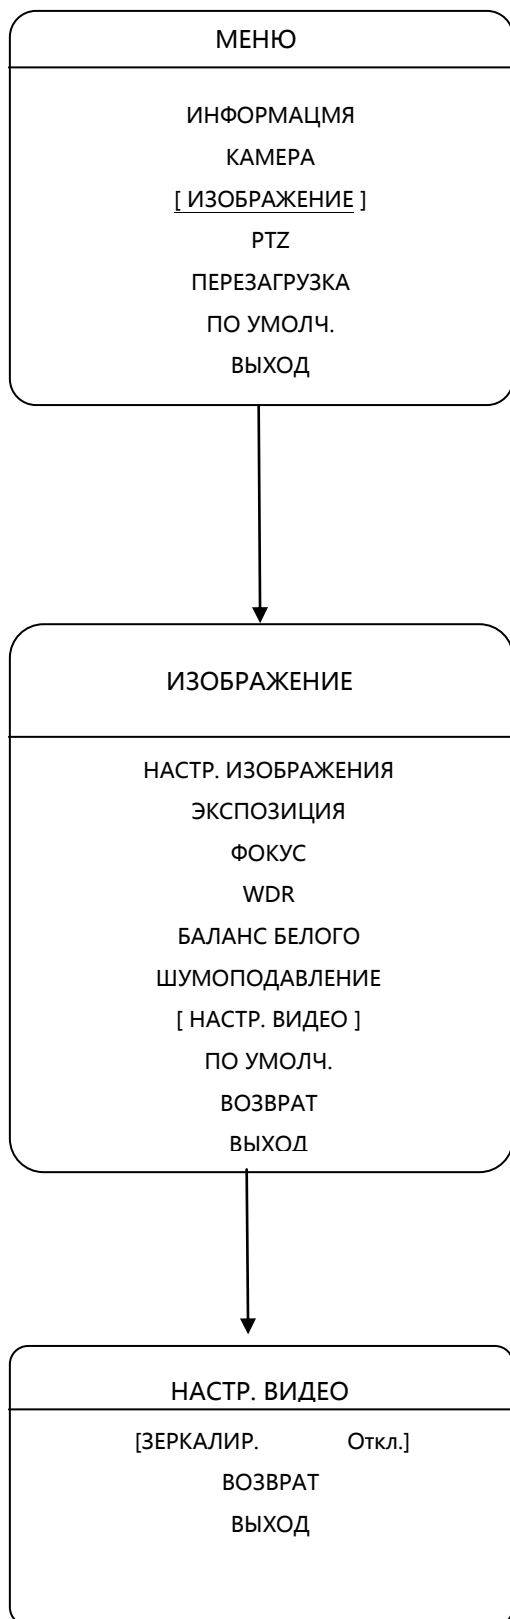 МЕНЮ
ИНФОРМАЦМЯ
КАМЕРА
[ ИЗОБРАЖЕНИЕ ]
PTZ
ПЕРЕЗАГРУЗКА
ПО УМОЛЧ.
ВЫХОД
ИЗОБРАЖЕНИЕ
НАСТР. ИЗОБРАЖЕНИЯ
ЭКСПОЗИЦИЯ
ФОКУС
WDR
БАЛАНС БЕЛОГО
ШУМОПОДАВЛЕНИЕ
[ НАСТР. ВИДЕО ]
ПО УМОЛЧ.
ВОЗВРАТ
ВЫХОД
НАСТР. ВИДЕО
[ЗЕРКАЛИР. Откл.]
ВОЗВРАТ
ВЫХОД